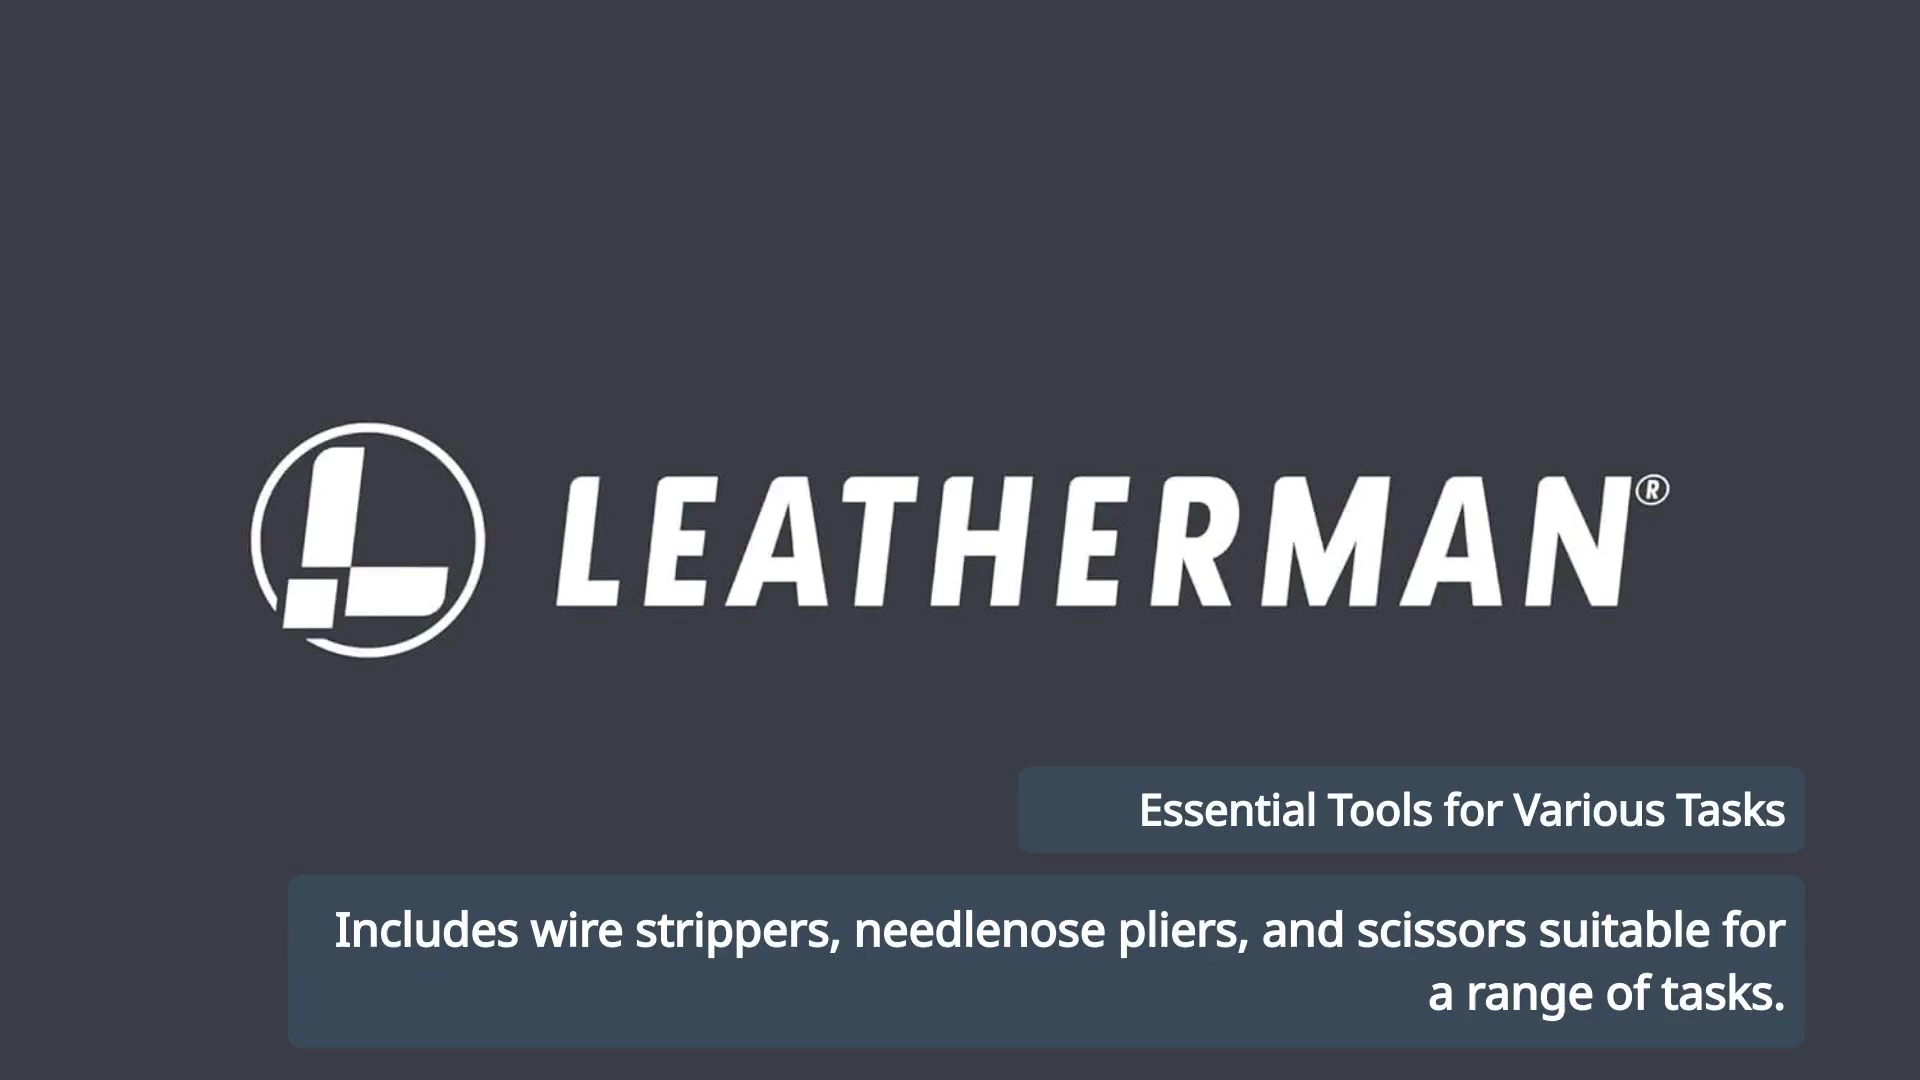 LEATHERMAN®
Essential Tools for Various Tasks
Includes wire strippers, needlenose pliers, and scissors suitable for
a range of tasks.